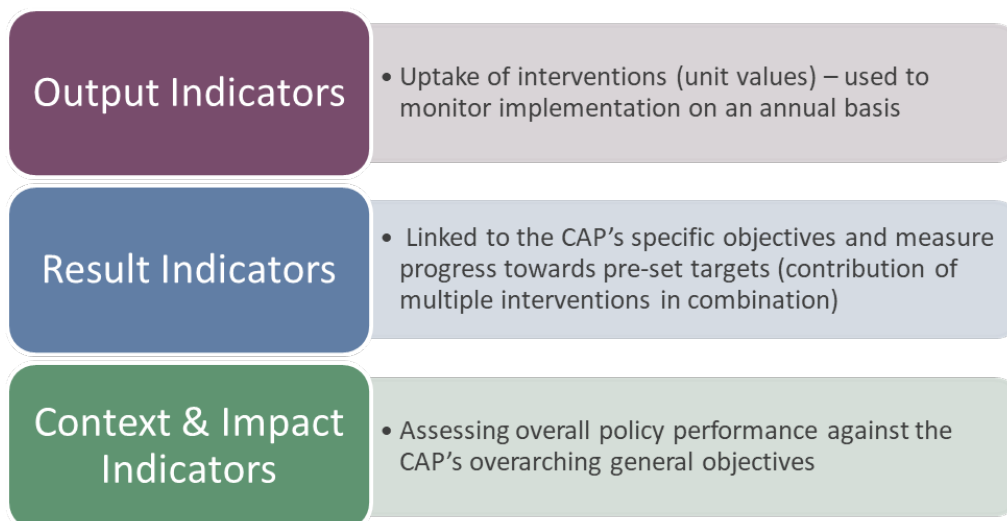 Output Indicators
• Uptake of interventions (unit values) – used to
monitor implementation on an annual basis
Result Indicators
• Linked to the CAP’s specific objectives and measure
progress towards pre-set targets (contribution of
multiple interventions in combination)
Context & Impact
Indicators
• Assessing overall policy performance against the
CAP’s overarching general objectives